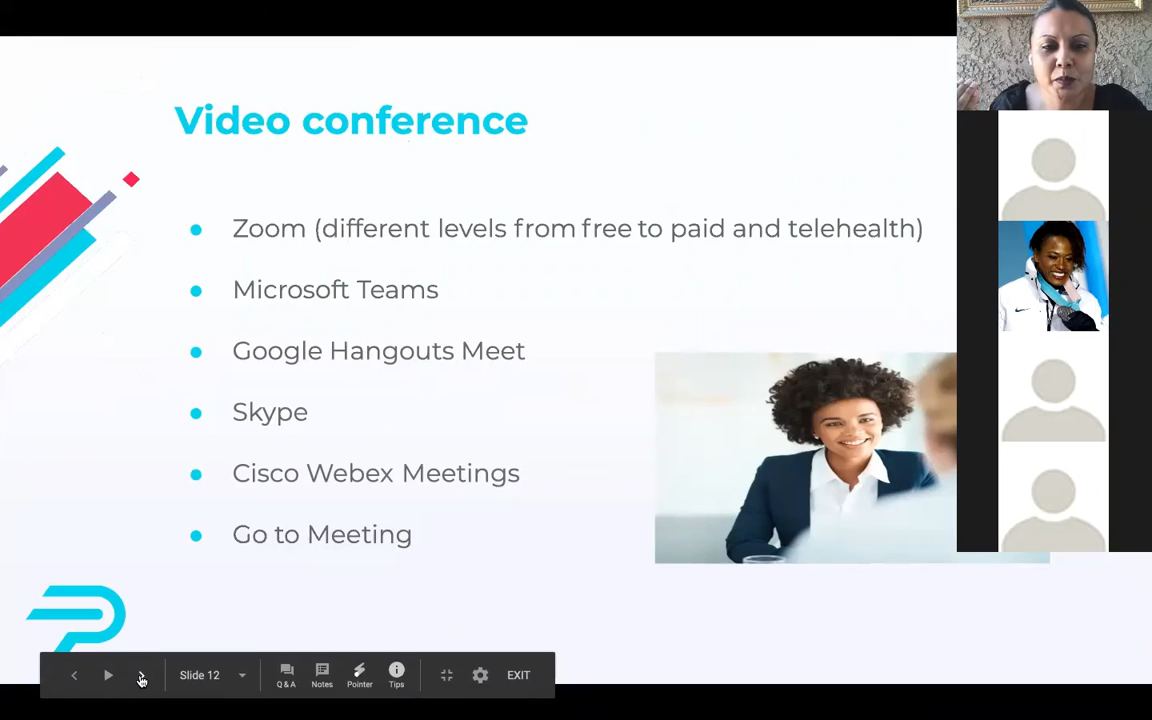 Video conference
Zoom (different levels from free to paid and telehealth)
Microsoft Teams
Google Hangouts Meet
Skype
Cisco Webex Meetings
Go to Meeting
Slide 12
Q & A
Notes
Pointer
Tips
EXIT